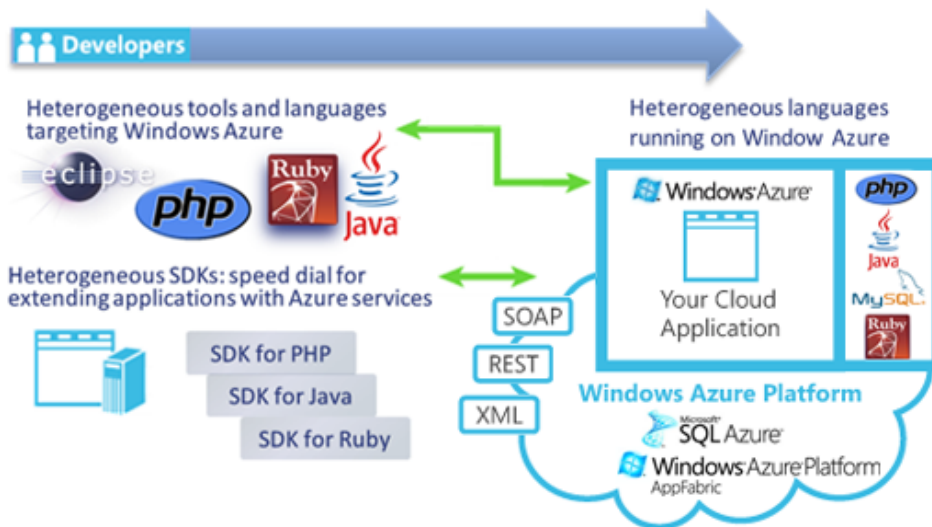 Developers
Heterogeneous tools and languages
targeting Windows Azure
eclipse
php
Ruby
Java
Heterogeneous SDKs: speed dial for
extending applications with Azure services
SDK for PHP
SDK for Java
SDK for Ruby
Heterogeneous languages
running on Window Azure
Windows Azure
Your Cloud
Application
php
Java
MySQL
Ruby
SOAP
REST
XML
Windows Azure Platform
Microsoft
SQL Azure
Windows Azure Platform
AppFabric